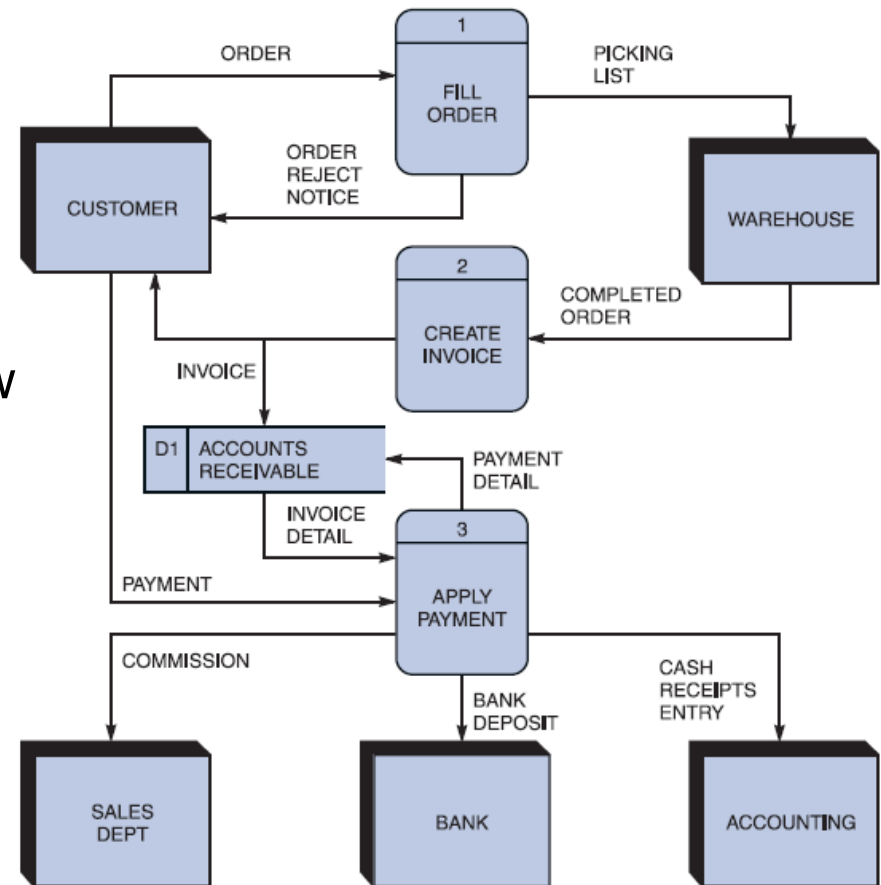 1
FILL
ORDER
ORDER
PICKING
LIST
ORDER
REJECT
NOTICE
CUSTOMER
WAREHOUSE
2
CREATE
INVOICE
COMPLETED
ORDER
w
INVOICE
D1
ACCOUNTS
RECEIVABLE
PAYMENT
DETAIL
INVOICE
DETAIL
3
APPLY
PAYMENT
PAYMENT
COMMISSION
BANK
DEPOSIT
CASH
RECEIPTS
ENTRY
SALES
DEPT
BANK
ACCOUNTING